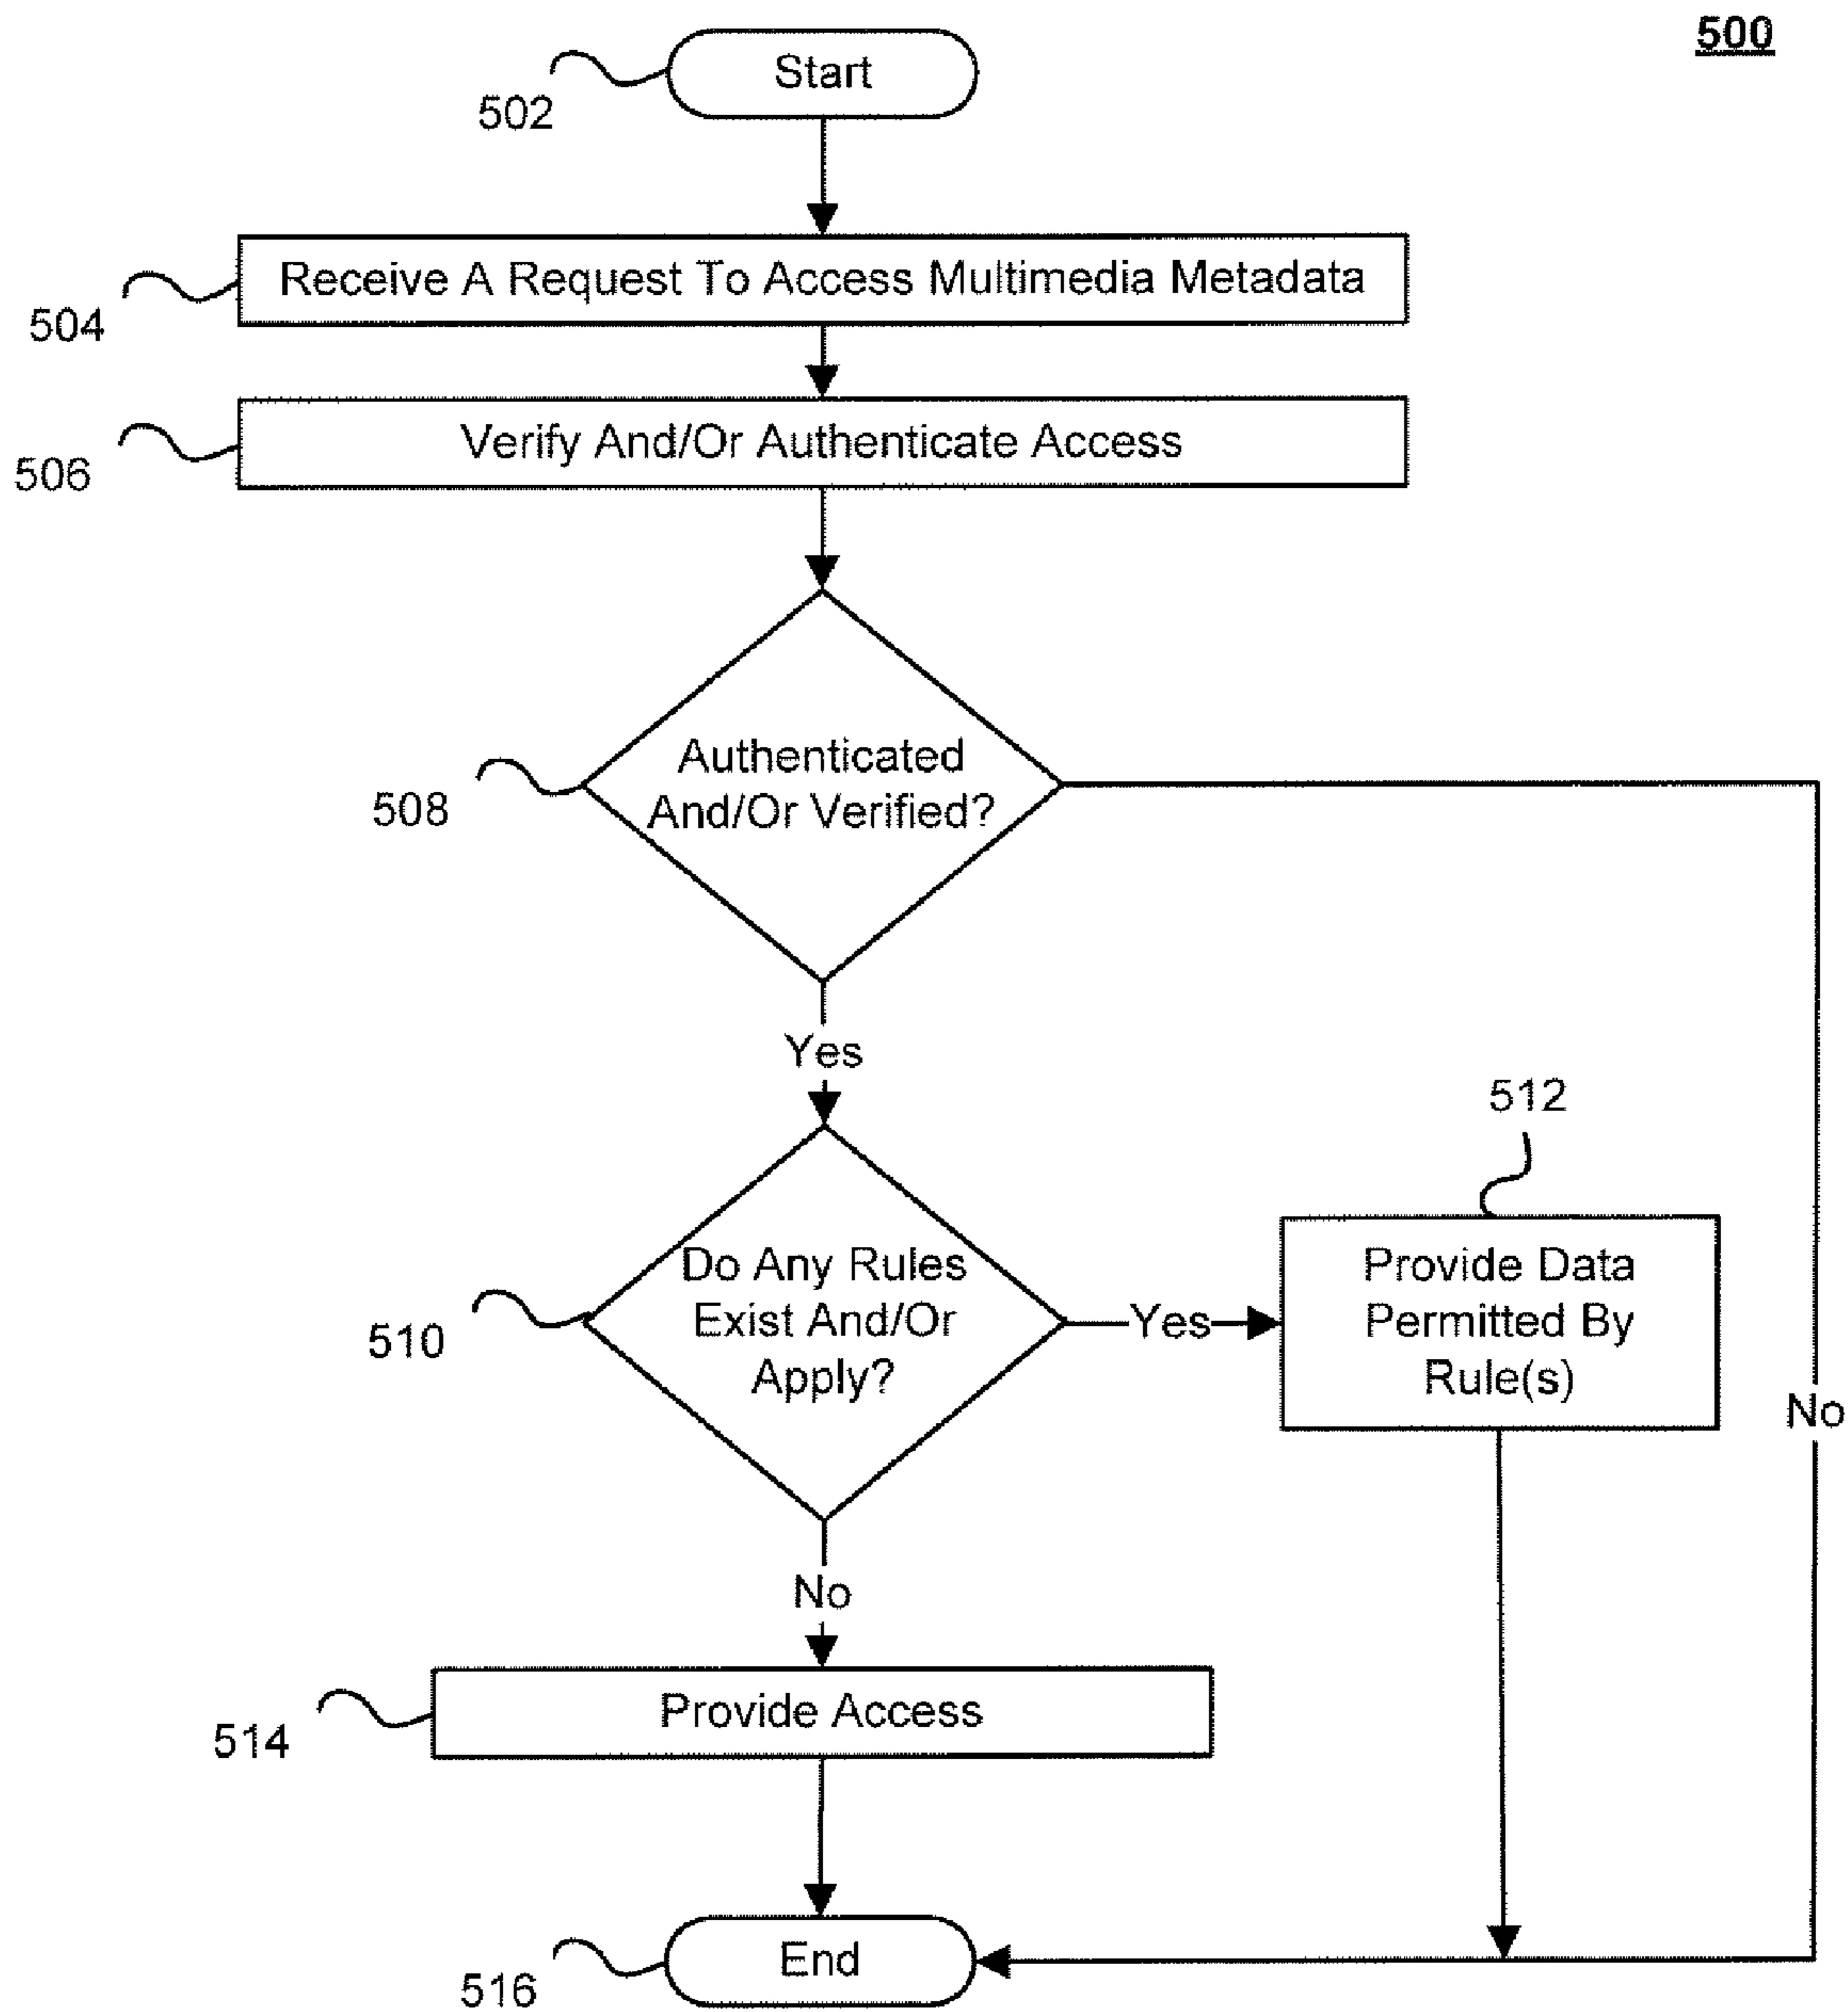 500
Start
502
Receive A Request To Access Multimedia Metadata
504
Verify And/Or Authenticate Access
506
Authenticated
And/Or Verified?
508
Yes
512
Do Any Rules
Exist And/Or
Apply?
510
Yes
Provide Data
Permitted By
Rule(s)
No
No
Provide Access
514
End
516